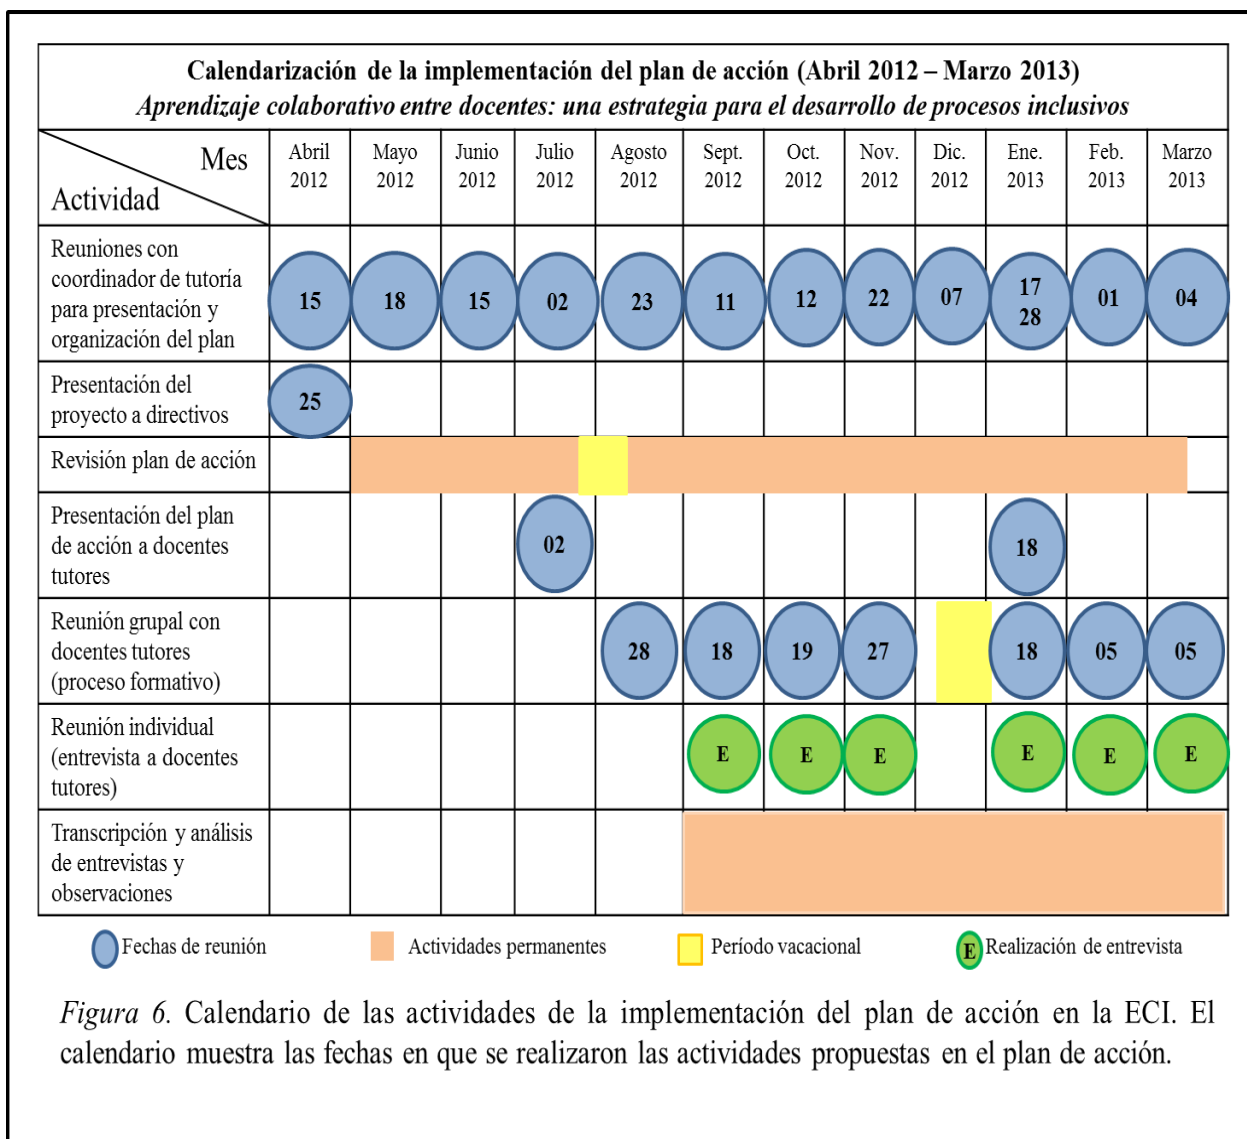 Calendarización de la implementación del plan de acción (Abril 2012 – Marzo 2013)
Aprendizaje colaborativo entre docentes: una estrategia para el desarrollo de procesos inclusivos
Mes
Actividad
Abril
2012
Mayo
2012
Junio
2012
Julio
2012
Agosto
2012
Sept.
2012
Oct.
2012
Nov.
2012
Dic.
2012
Ene.
2013
Feb.
2013
Marzo
2013
Reuniones con
coordinador de tutoría
para presentación y
organización del plan
15
18
15
02
23
11
12
22
07
17
28
01
04
Presentación del
proyecto a directivos
25
Revisión plan de acción
Presentación del plan
de acción a docentes
tutores
02
18
Reunión grupal con
docentes tutores
(proceso formativo)
28
18
19
27
18
05
05
Reunión individual
(entrevista a docentes
tutores)
E
E
E
E
E
E
Transcripción y análisis
de entrevistas y
observaciones
Fechas de reunión
Actividades permanentes
Período vacacional
E Realización de entrevista
Figura 6. Calendario de las actividades de la implementación del plan de acción en la ECI. El
calendario muestra las fechas en que se realizaron las actividades propuestas en el plan de acción.